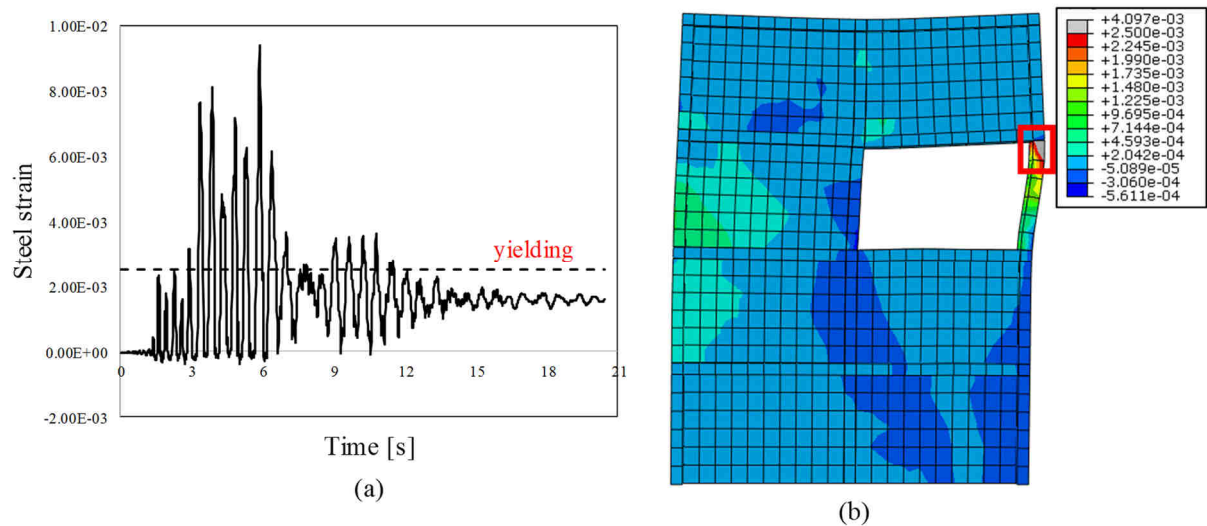 1.00E-02
8.00E-03
6.00E-03
4.00E-03
2.00E-03
0.00E+00
-2.00E-03
Steel strain
yielding
0 3 6 9 12 15 18 21
Time [s]
(a)
+4.097e-03
+2.500e-03
+2.245e-03
+1.990e-03
+1.735e-03
+1.480e-03
+1.225e-03
+9.695e-04
+7.144e-04
+4.593e-04
+2.042e-04
-5.089e-05
-3.060e-04
-5.611e-04
(b)